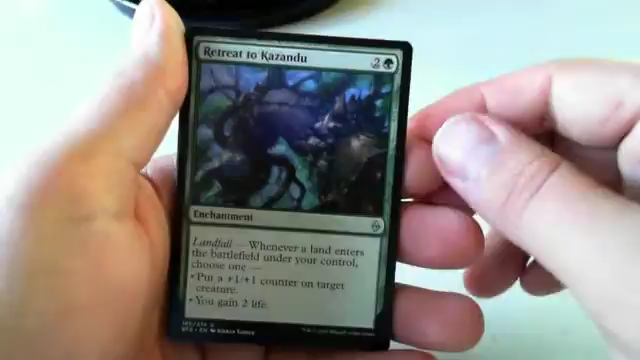 Retreat to Kazandu 2
Enchantment
Landfall — Whenever a land enters
the battlefield under your control,
choose one —
• Put a +1/+1 counter on target
creature.
• You gain 2 life.